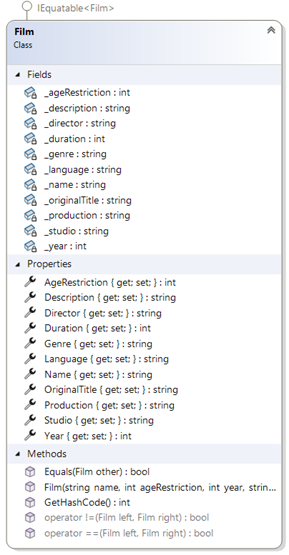 IEquatable<Film>
Film
Class
Fields
_ageRestriction : int
_description : string
_director : string
_duration : int
_genre : string
_language : string
_name : string
_originalTitle : string
_production : string
_studio : string
_year : int
Properties
AgeRestriction { get; set; } : int
Description { get; set; } : string
Director { get; set; } : string
Duration { get; set; } : int
Genre { get; set; } : string
Language { get; set; } : string
Name { get; set; } : string
OriginalTitle { get; set; } : string
Production { get; set; } : string
Studio { get; set; } : string
Year { get; set; } : int
Methods
Equals(Film other) : bool
Film(string name, int ageRestriction, int year, strin...
GetHashCode() : int
operator !=(Film left, Film right) : bool
operator ==(Film left, Film right) : bool